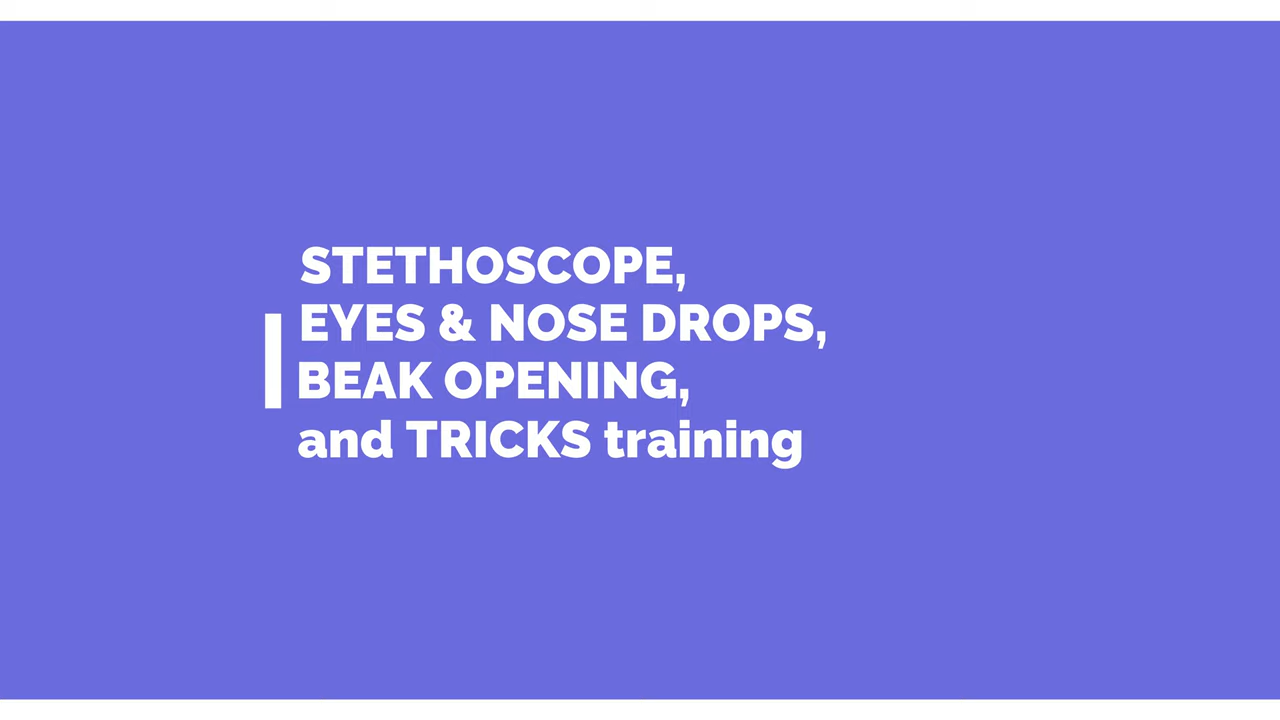 STETHOSCOPE,
EYES & NOSE DROPS,
BEAK OPENING,
and TRICKS training